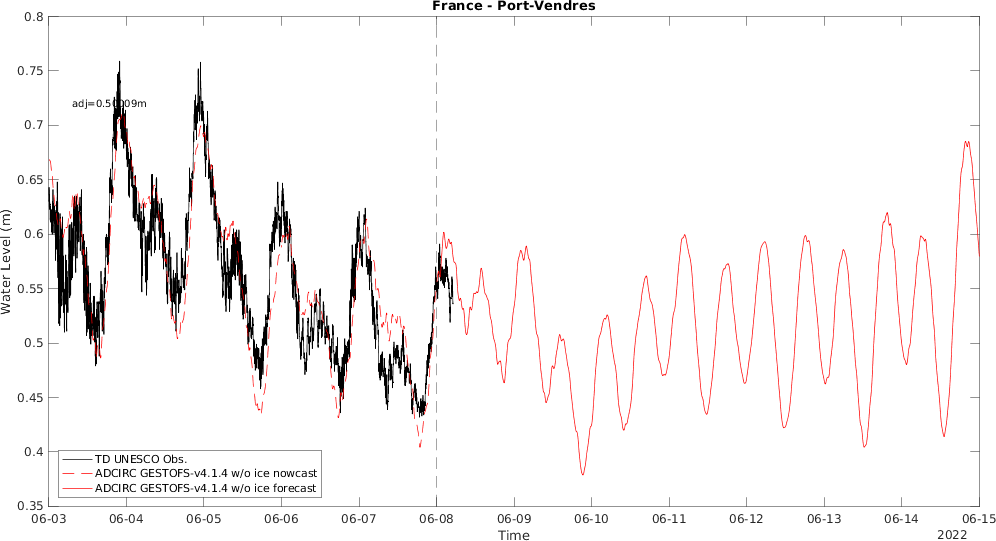 France - Port-Vendres
0.8
0.75
0.7
0.65
0.6
0.55
0.5
0.45
0.4
0.35
Water Level (m)
adj=0.50009m
TD UNESCO Obs.
ADCIRC GESTOFS-v4.1.4 w/o ice nowcast
ADCIRC GESTOFS-v4.1.4 w/o ice forecast
06-03 06-04 06-05 06-06 06-07 06-08 06-09 06-10 06-11 06-12 06-13 06-14 06-15
Time
2022